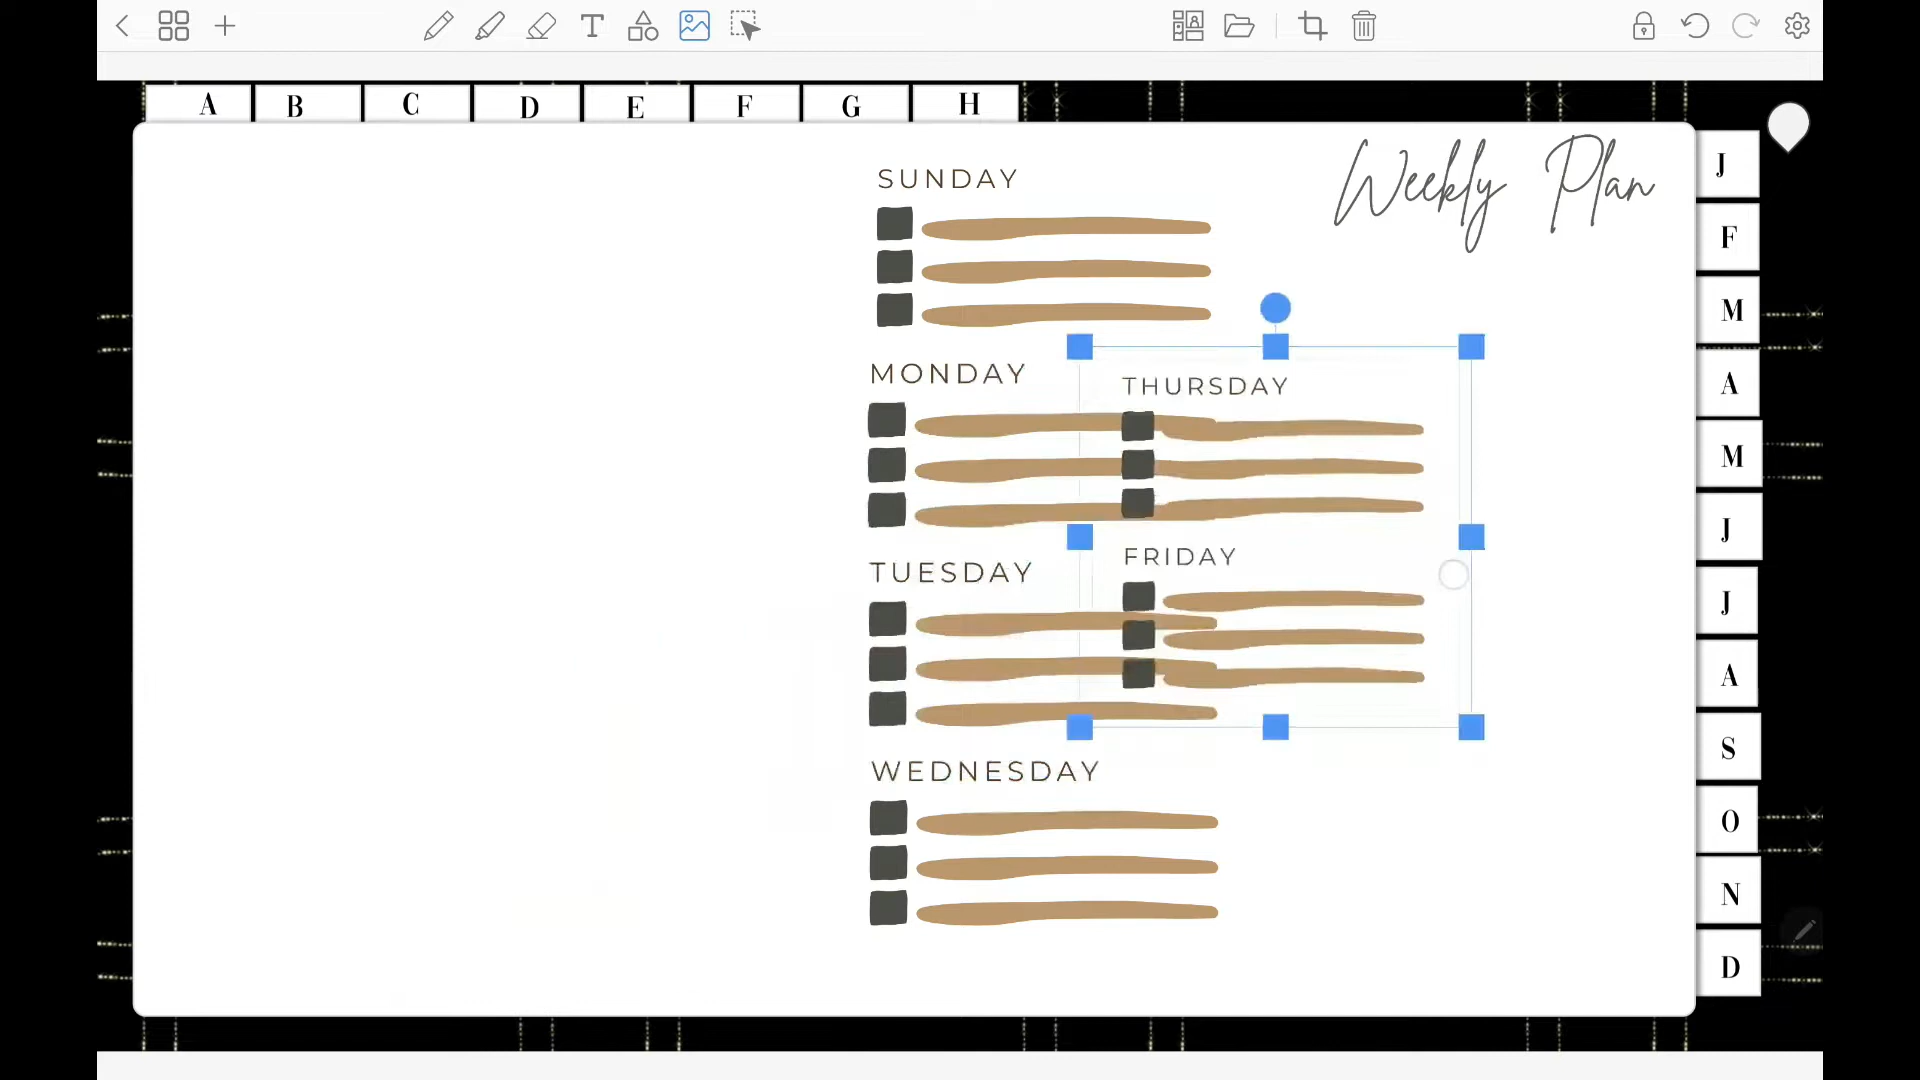 A B C D E F G H
Weekly Plan
SUNDAY
MONDAY
TUESDAY
WEDNESDAY
THURSDAY
FRIDAY
J
F
M
A
M
J
J
A
S
O
N
D